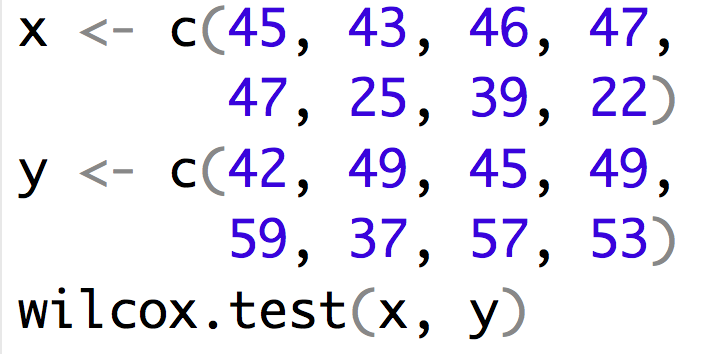 x <- c(45, 43, 46, 47,
47, 25, 39, 22)
y <- c(42, 49, 45, 49,
59, 37, 57, 53)
wilcox.test(x, y)